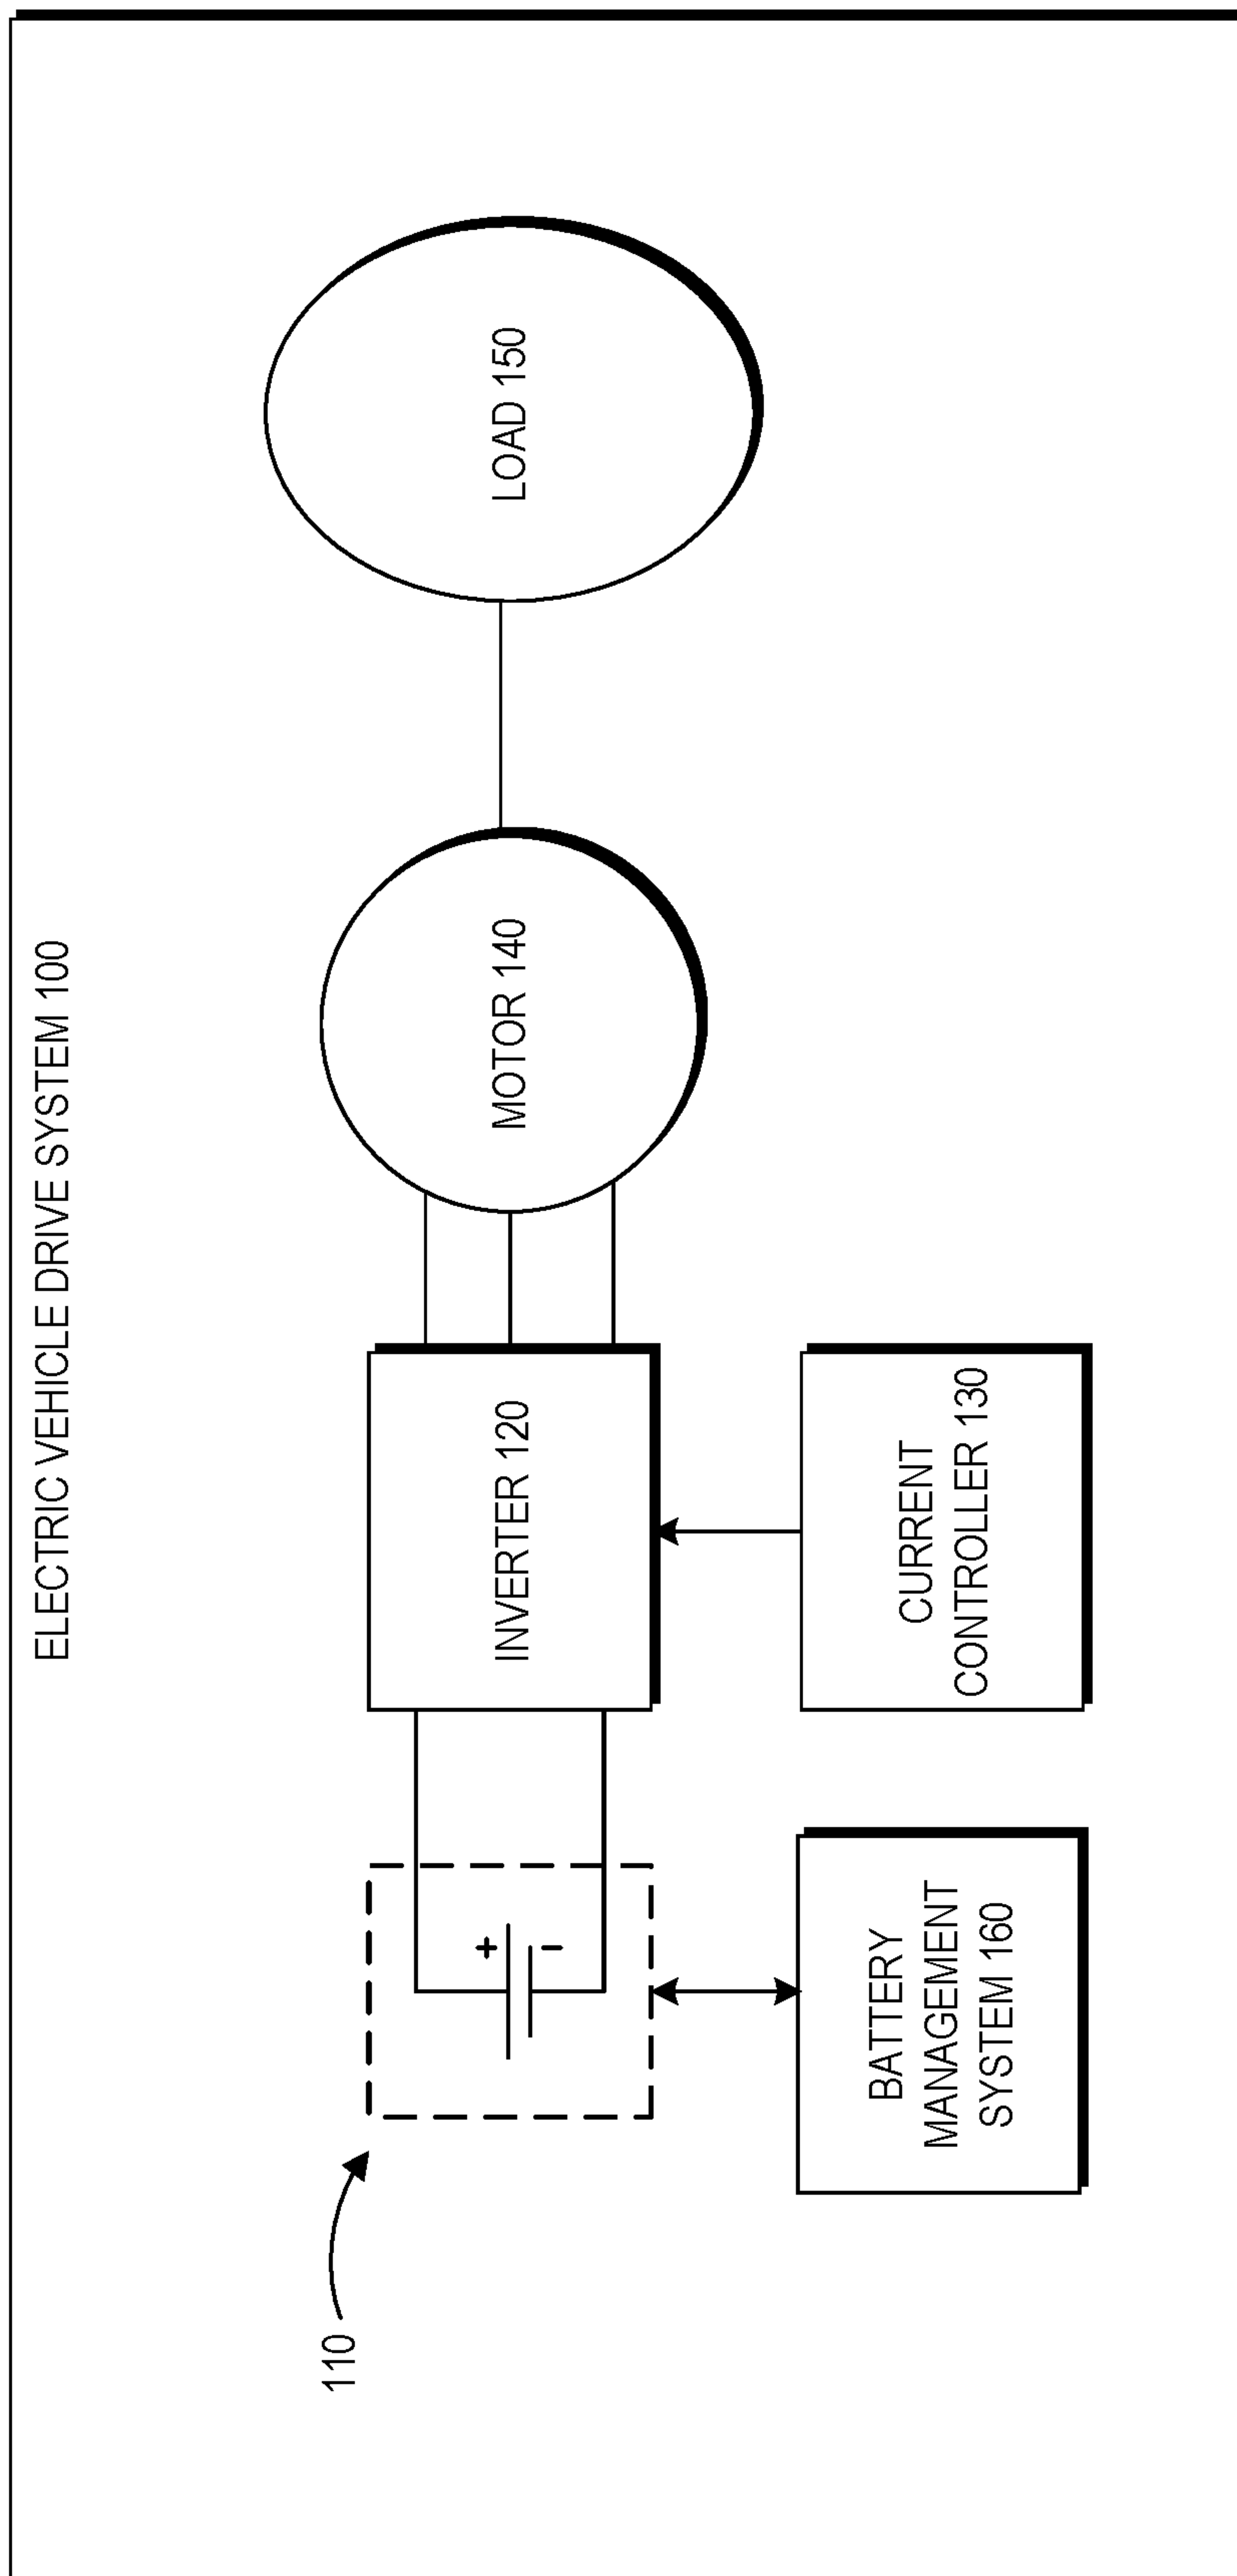 ELECTRIC VEHICLE DRIVE SYSTEM 100
110
+
-
INVERTER 120
MOTOR 140
LOAD 150
BATTERY
MANAGEMENT
SYSTEM 160
CURRENT
CONTROLLER 130